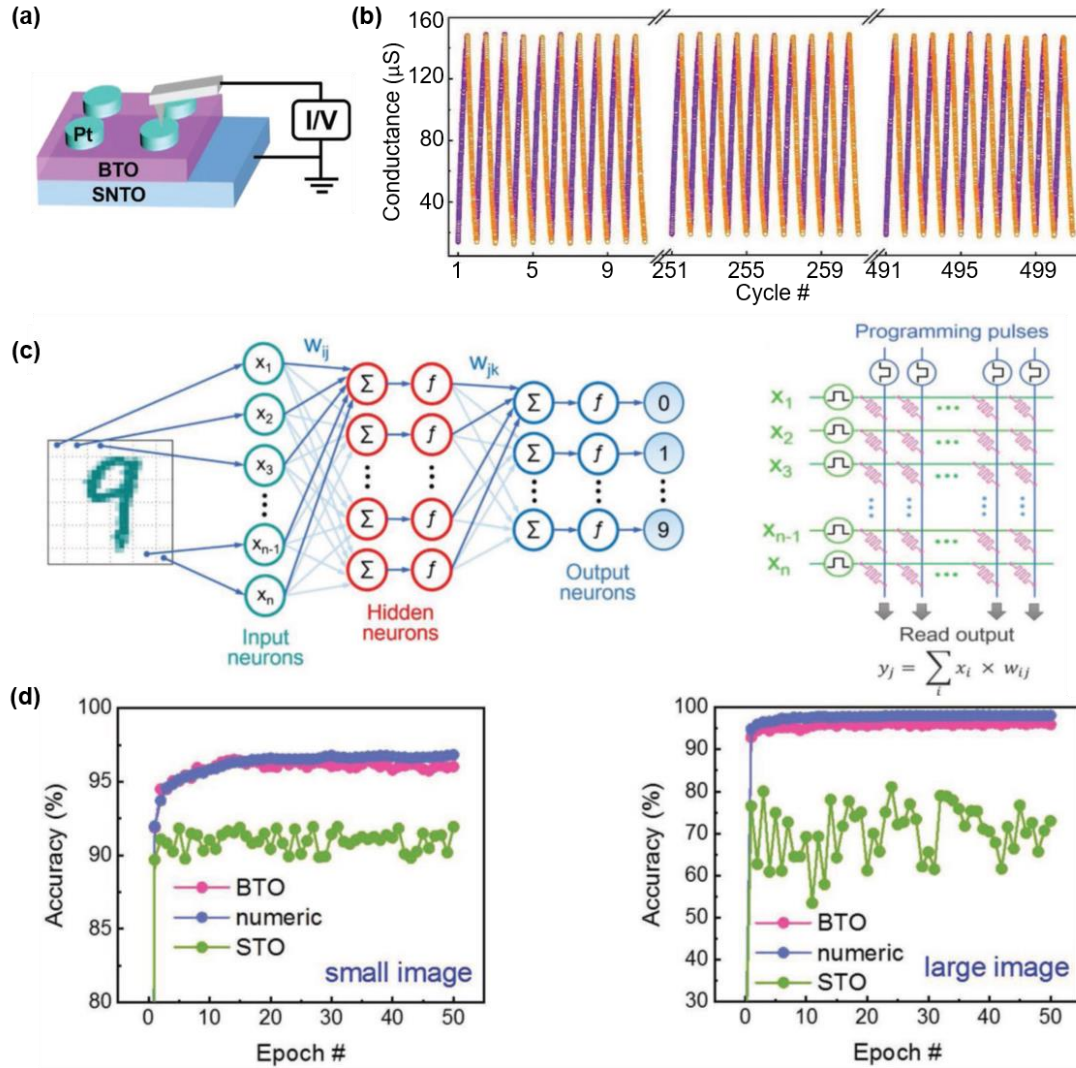 (a)
Pt
BTO
SNTO
I/V
(b)
Conductance (µS)
160
120
80
40
1 5 9 251 255 259 491 495 499
Cycle #
(c)
x1
x2
x3
xn-1
xn
Input
neurons
wij
Σ f
Σ f
Σ f
Σ f
Hidden
neurons
wjk
Σ f 0
Σ f 1
Σ f 9
Output
neurons
Programming pulses
x1
x2
x3
xn-1
xn
Read output
yj = ∑i xi × wij
(d)
Accuracy (%)
100
95
90
85
80
BTO
numeric
STO
small image
0 10 20 30 40 50
Epoch #
Accuracy (%)
100
90
80
70
60
50
40
30
BTO
numeric
STO
large image
0 10 20 30 40 50
Epoch #